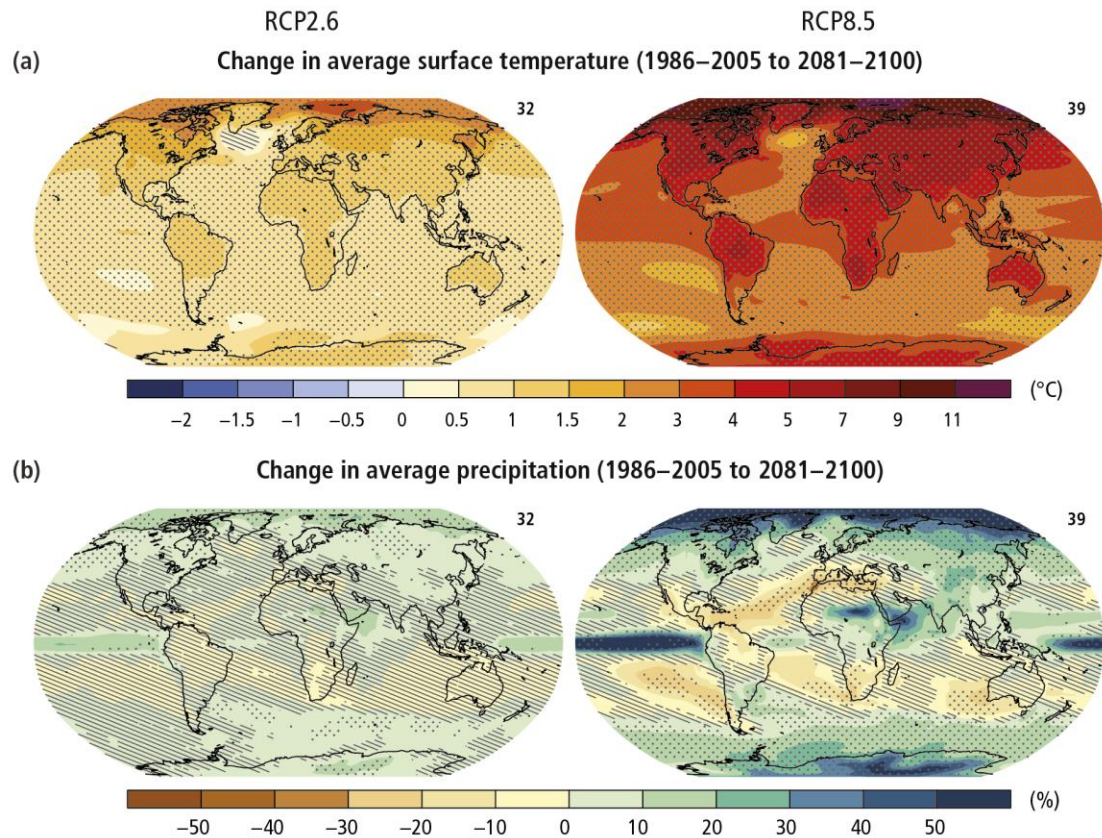 RCP2.6 RCP8.5
(a) Change in average surface temperature (1986–2005 to 2081–2100)
32 39
−2 −1.5 −1 −0.5 0 0.5 1 1.5 2 3 4 5 7 9 11 (°C)
(b) Change in average precipitation (1986–2005 to 2081–2100)
32 39
−50 −40 −30 −20 −10 0 10 20 30 40 50 (%)